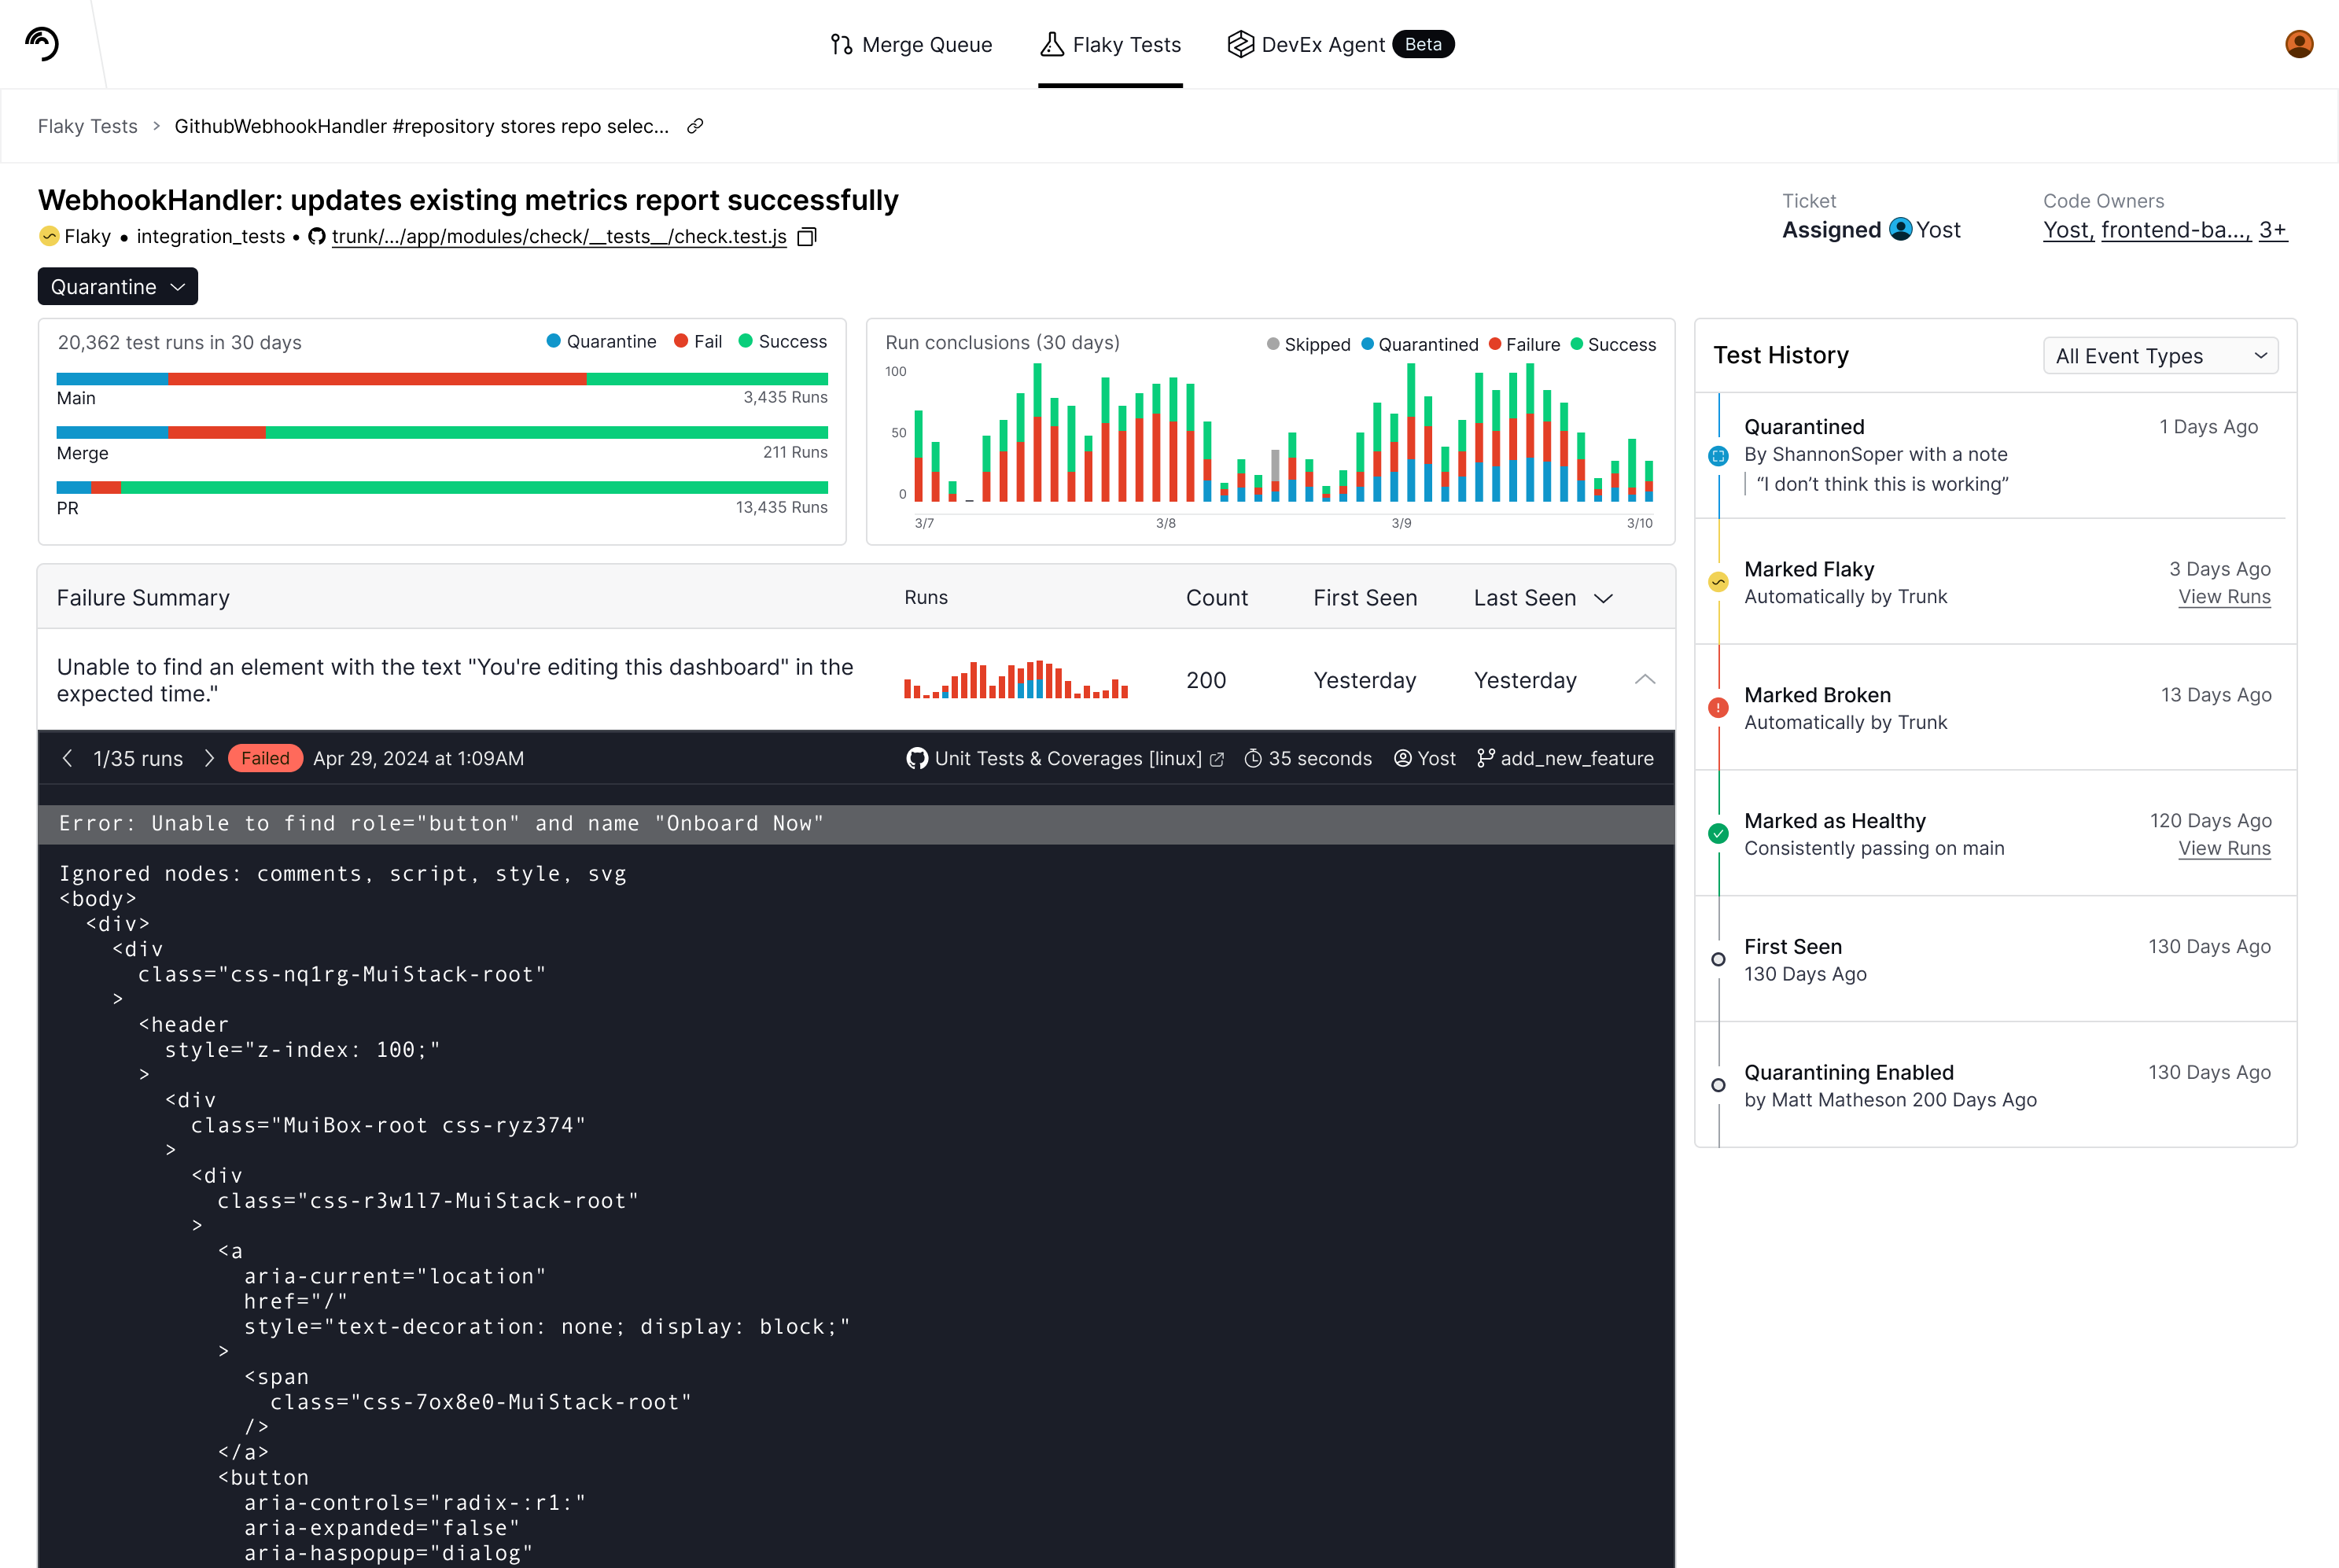 Merge Queue
Flaky Tests
DevEx Agent Beta
Flaky Tests > GithubWebhookHandler #repository stores repo selec...
WebhookHandler: updates existing metrics report successfully
Flaky • integration_tests • trunk/.../app/modules/check/__tests__/check.test.js
Ticket
Assigned Yost
Code Owners
Yost, frontend-ba..., 3+
Quarantine
20,362 test runs in 30 days
Quarantine Fail Success
Main
3,435 Runs
Merge
211 Runs
PR
13,435 Runs
Run conclusions (30 days)
Skipped Quarantined Failure Success
100
50
0
3/7 3/8 3/9 3/10
Failure Summary Runs Count First Seen Last Seen
Unable to find an element with the text "You're editing this dashboard" in the
expected time."
200 Yesterday Yesterday
1/35 runs Failed Apr 29, 2024 at 1:09AM
Unit Tests & Coverages [linux] 35 seconds Yost add_new_feature
Error: Unable to find role="button" and name "Onboard Now"
Ignored nodes: comments, script, style, svg
<body>
<div>
<div
class="css-nq1rg-MuiStack-root"
>
<header
style="z-index: 100;"
>
<div
class="MuiBox-root css-ryz374"
>
<div
class="css-r3w1l7-MuiStack-root"
>
<a
aria-current="location"
href="/"
style="text-decoration: none; display: block;"
>
<span
class="css-7ox8e0-MuiStack-root"
/>
</a>
<button
aria-controls="radix-:r1:"
aria-expanded="false"
aria-haspopup="dialog"
Test History
All Event Types
Quarantined
1 Days Ago
By ShannonSoper with a note
“I don’t think this is working”
Marked Flaky
3 Days Ago
Automatically by Trunk
View Runs
Marked Broken
13 Days Ago
Automatically by Trunk
Marked as Healthy
120 Days Ago
Consistently passing on main
View Runs
First Seen
130 Days Ago
130 Days Ago
Quarantining Enabled
130 Days Ago
by Matt Matheson 200 Days Ago